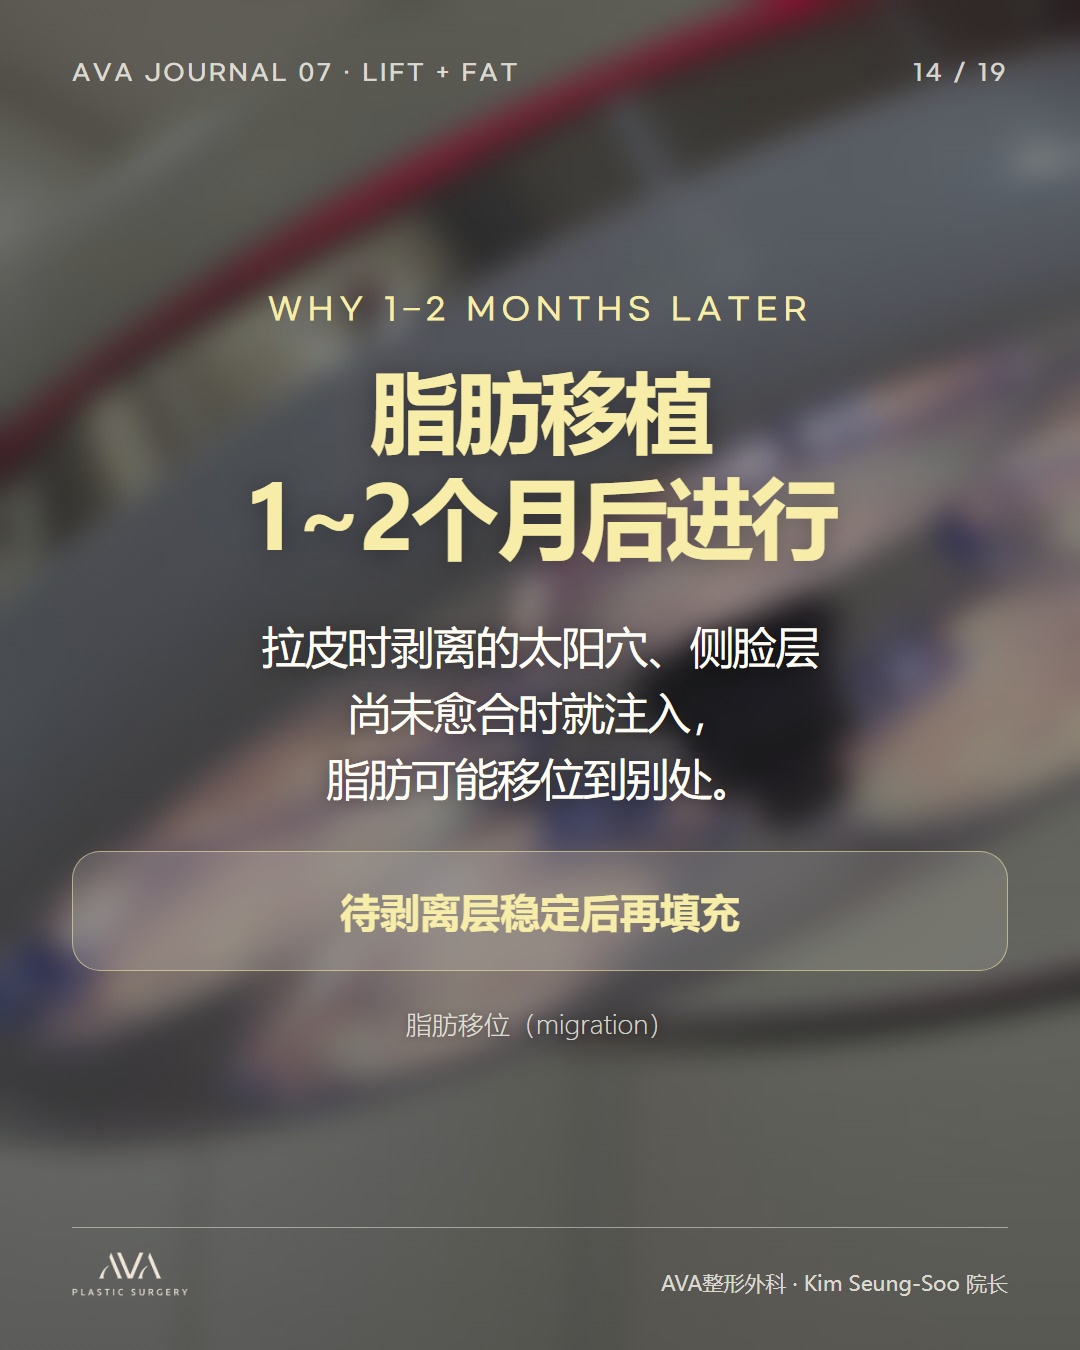 AVA JOURNAL 07 · LIFT + FAT
14 / 19
WHY 1–2 MONTHS LATER
脂肪移植
1~2个月后进行
拉皮时剥离的太阳穴、侧脸层
尚未愈合时就注入，
脂肪可能移位到别处。
待剥离层稳定后再填充
脂肪移位（migration）
AVA
PLASTIC SURGERY
AVA整形外科 · Kim Seung-Soo 院长